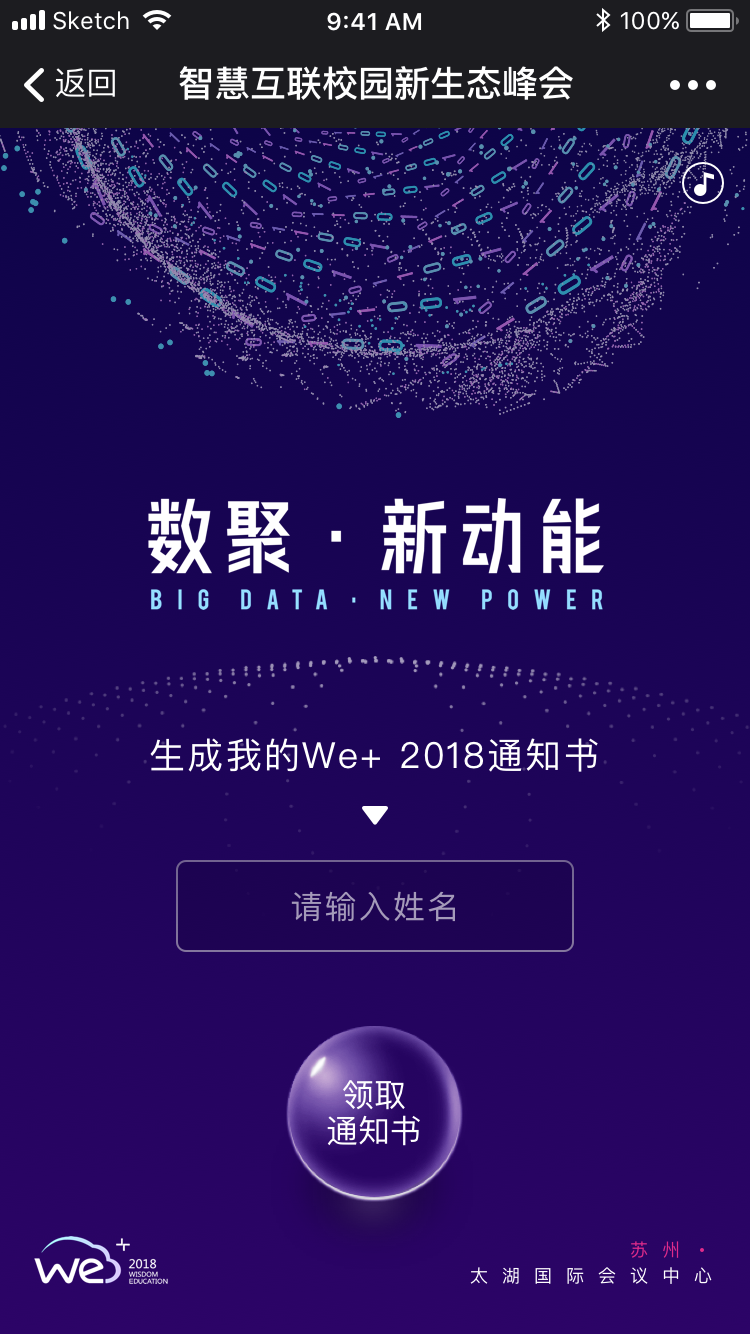 Sketch 9:41 AM 100%
返回 智慧互联校园新生态峰会
数聚·新动能
BIG DATA·NEW POWER
生成我的We+ 2018通知书
请输入姓名
领取
通知书
we+ 2018
WISDOM
EDUCATION
苏州·
太湖国际会议中心